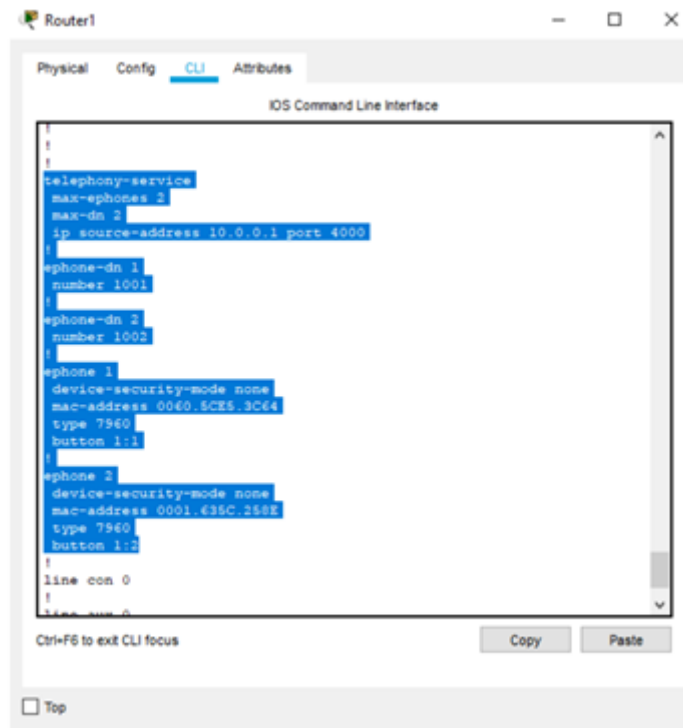 Router1
Physical Config CLI Attributes
IOS Command Line Interface
!
!
!
telephony-service
max-ephones 2
max-dn 2
ip source-address 10.0.0.1 port 4000
!
ephone-dn 1
number 1001
!
ephone-dn 2
number 1002
!
ephone 1
device-security-mode none
mac-address 0060.5CE5.3C64
type 7960
button 1:1
!
ephone 2
device-security-mode none
mac-address 0001.635C.258E
type 7960
button 1:2
!
line con 0
!
line aux 0
Ctrl+F6 to exit CLI focus
Copy Paste
Top